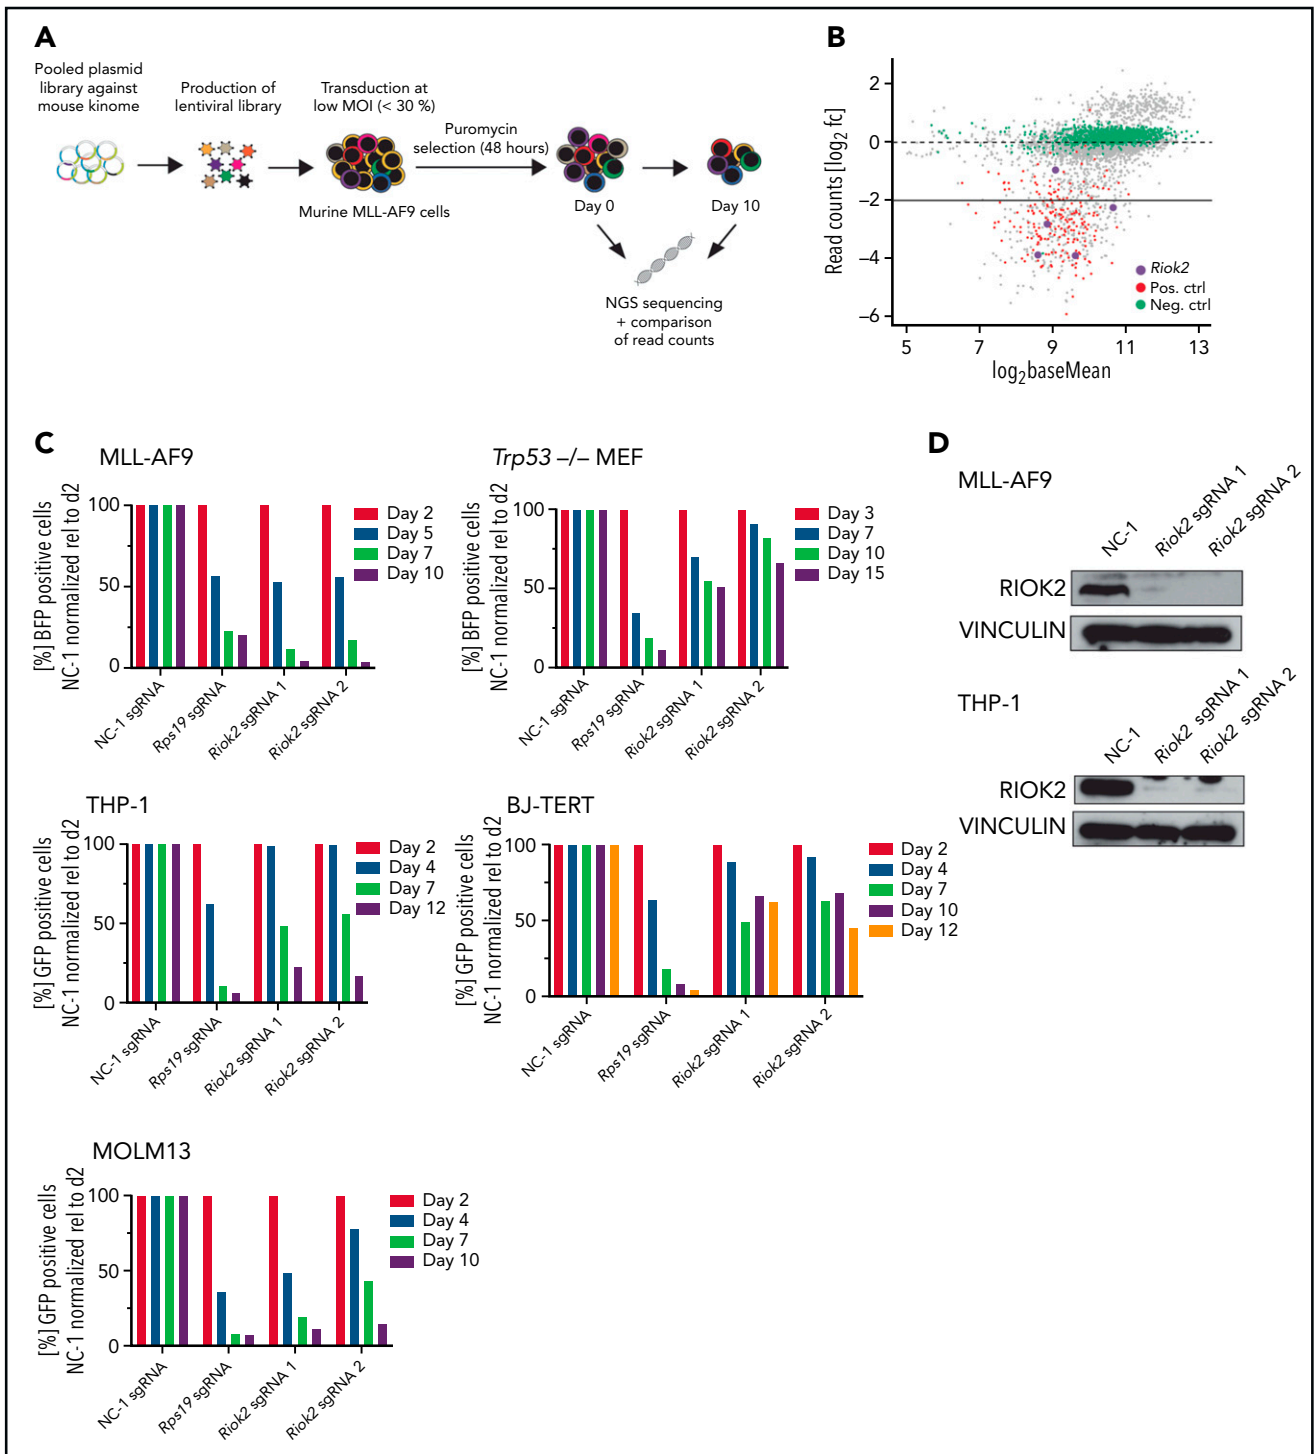 A
Pooled plasmid
library against
mouse kinome
Production of
lentiviral library
Transduction at
low MOI (< 30 %)
Puromycin
selection (48 hours)
Murine MLL-AF9 cells
Day 0
Day 10
NGS sequencing
+ comparison
of read counts
B
Read counts [log2 fc]
2
0
–2
–4
–6
5 7 9 11 13
log2baseMean
Riok2
Pos. ctrl
Neg. ctrl
C
MLL-AF9
[%] BFP positive cells
NC-1 normalized rel to d2
100
50
0
NC-1 sgRNA
Rps19 sgRNA
Riok2 sgRNA 1
Riok2 sgRNA 2
Day 2
Day 5
Day 7
Day 10
Trp53 –/– MEF
[%] BFP positive cells
NC-1 normalized rel to d2
100
50
0
NC-1 sgRNA
Rps19 sgRNA
Riok2 sgRNA 1
Riok2 sgRNA 2
Day 3
Day 7
Day 10
Day 15
THP-1
[%] GFP positive cells
NC-1 normalized rel to d2
100
50
0
NC-1 sgRNA
Rps19 sgRNA
Riok2 sgRNA 1
Riok2 sgRNA 2
Day 2
Day 4
Day 7
Day 12
BJ-TERT
[%] GFP positive cells
NC-1 normalized rel to d2
100
50
0
NC-1 sgRNA
Rps19 sgRNA
Riok2 sgRNA 1
Riok2 sgRNA 2
Day 2
Day 4
Day 7
Day 10
Day 12
MOLM13
[%] GFP positive cells
NC-1 normalized rel to d2
100
50
0
NC-1 sgRNA
Rps19 sgRNA
Riok2 sgRNA 1
Riok2 sgRNA 2
Day 2
Day 4
Day 7
Day 10
D
MLL-AF9
NC-1
Riok2 sgRNA 1
Riok2 sgRNA 2
RIOK2
VINCULIN
THP-1
NC-1
Riok2 sgRNA 1
Riok2 sgRNA 2
RIOK2
VINCULIN